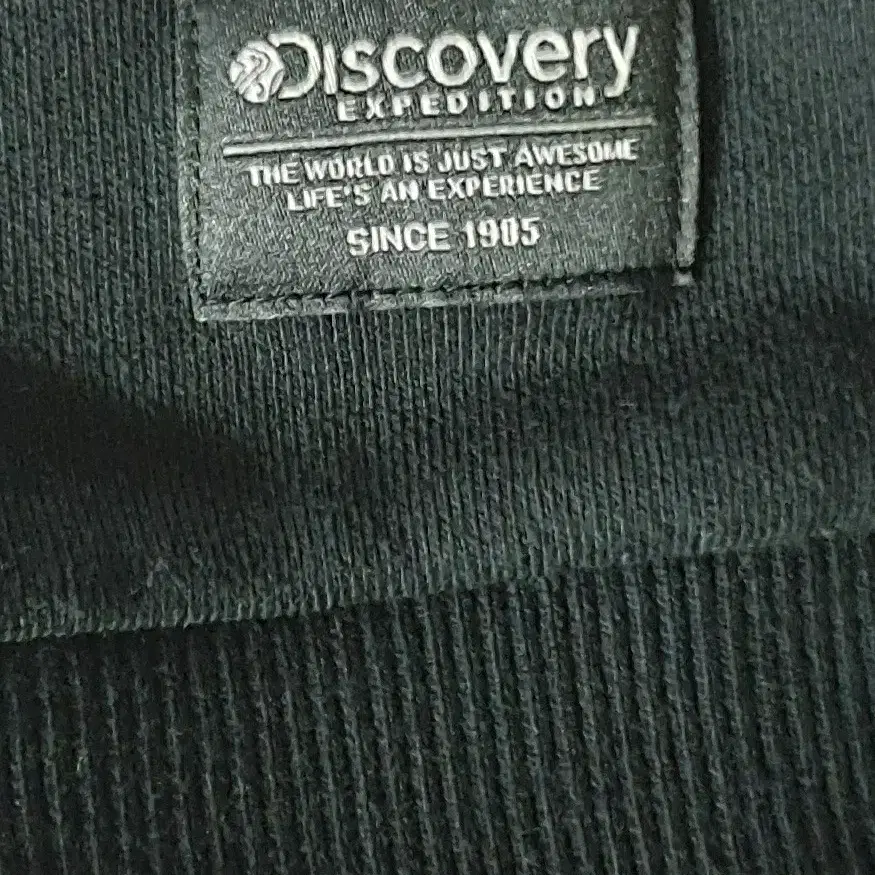 Discovery
EXPEDITION
THE WORLD IS JUST AWESOME
LIFE'S AN EXPERIENCE
SINCE 1905